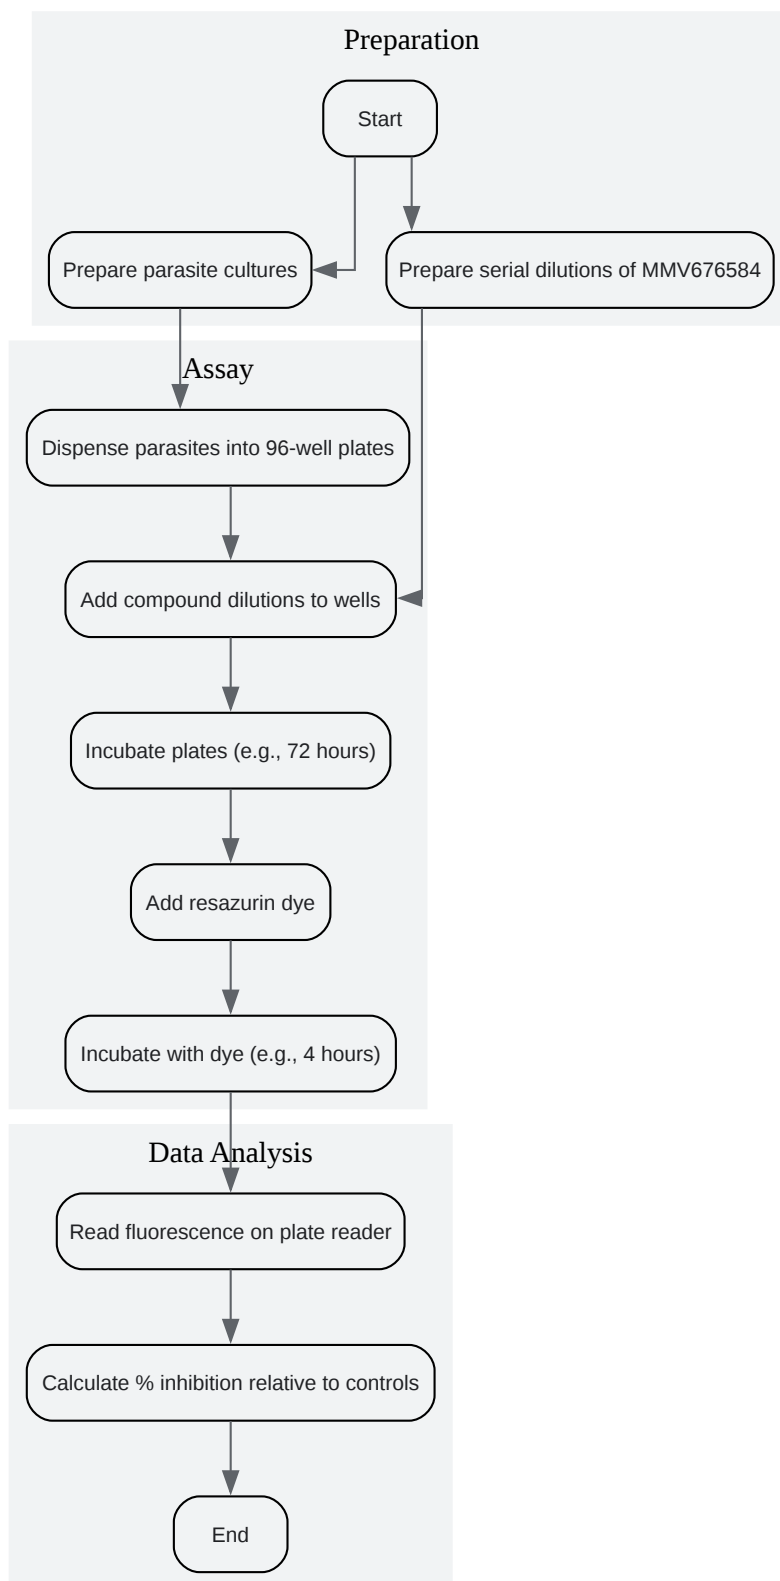 Preparation
Start
Prepare parasite cultures
Prepare serial dilutions of MMV676584
Assay
Dispense parasites into 96-well plates
Add compound dilutions to wells
Incubate plates (e.g., 72 hours)
Add resazurin dye
Incubate with dye (e.g., 4 hours)
Data Analysis
Read fluorescence on plate reader
Calculate % inhibition relative to controls
End